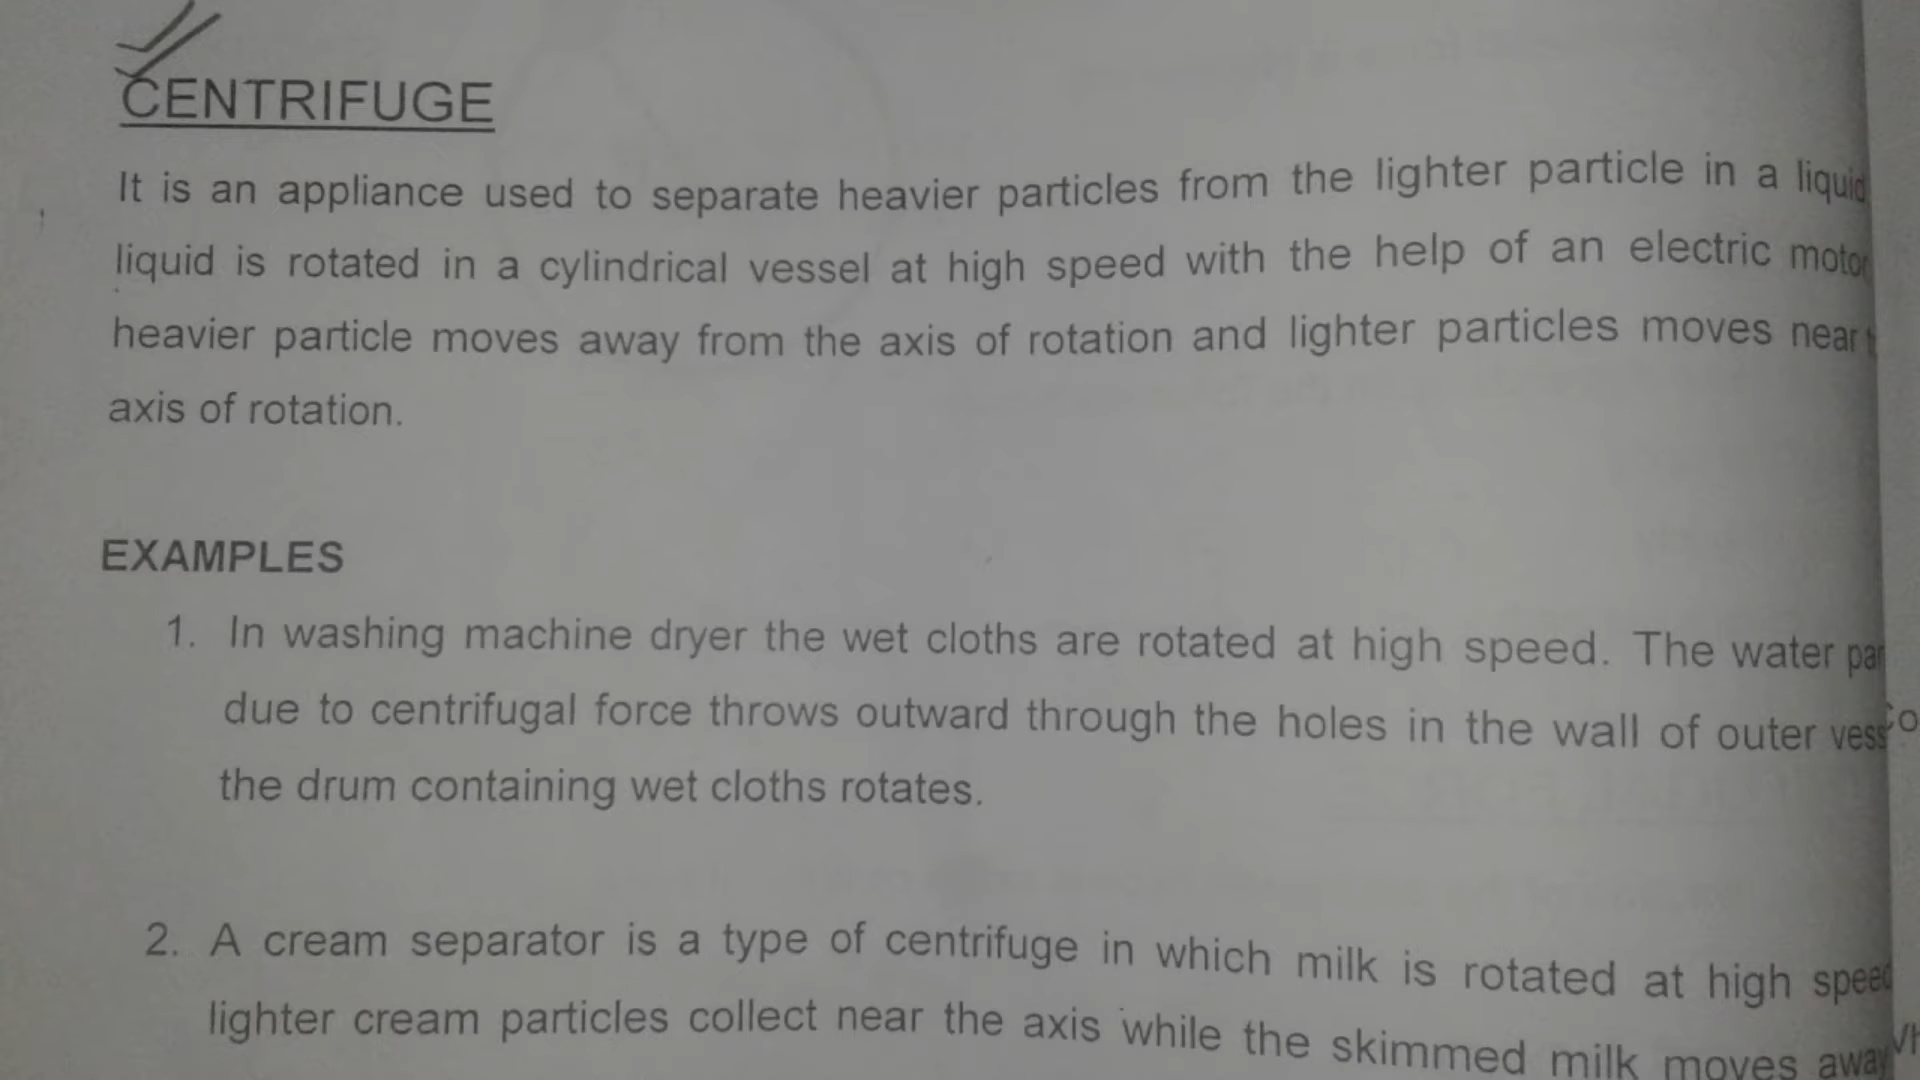 CENTRIFUGE
It is an appliance used to separate heavier particles from the lighter particle in a liquid
liquid is rotated in a cylindrical vessel at high speed with the help of an electric motor
heavier particle moves away from the axis of rotation and lighter particles moves near t
axis of rotation.
EXAMPLES
1. In washing machine dryer the wet cloths are rotated at high speed. The water par
due to centrifugal force throws outward through the holes in the wall of outer vess
the drum containing wet cloths rotates.
2. A cream separator is a type of centrifuge in which milk is rotated at high speed
lighter cream particles collect near the axis while the skimmed milk moves away